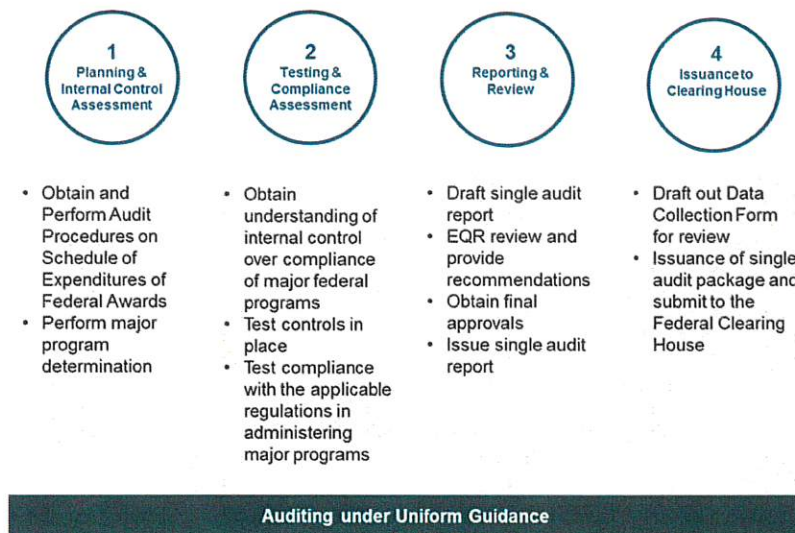 1
Planning &
Internal Control
Assessment
2
Testing &
Compliance
Assessment
3
Reporting &
Review
4
Issuance to
Clearing House
• Obtain and
Perform Audit
Procedures on
Schedule of
Expenditures of
Federal Awards
• Perform major
program
determination
• Obtain
understanding of
internal control
over compliance
of major federal
programs
• Test controls in
place
• Test compliance
with the applicable
regulations in
administering
major programs
• Draft single audit
report
• EQR review and
provide
recommendations
• Obtain final
approvals
• Issue single audit
report
• Draft out Data
Collection Form
for review
• Issuance of single
audit package and
submit to the
Federal Clearing
House
Auditing under Uniform Guidance